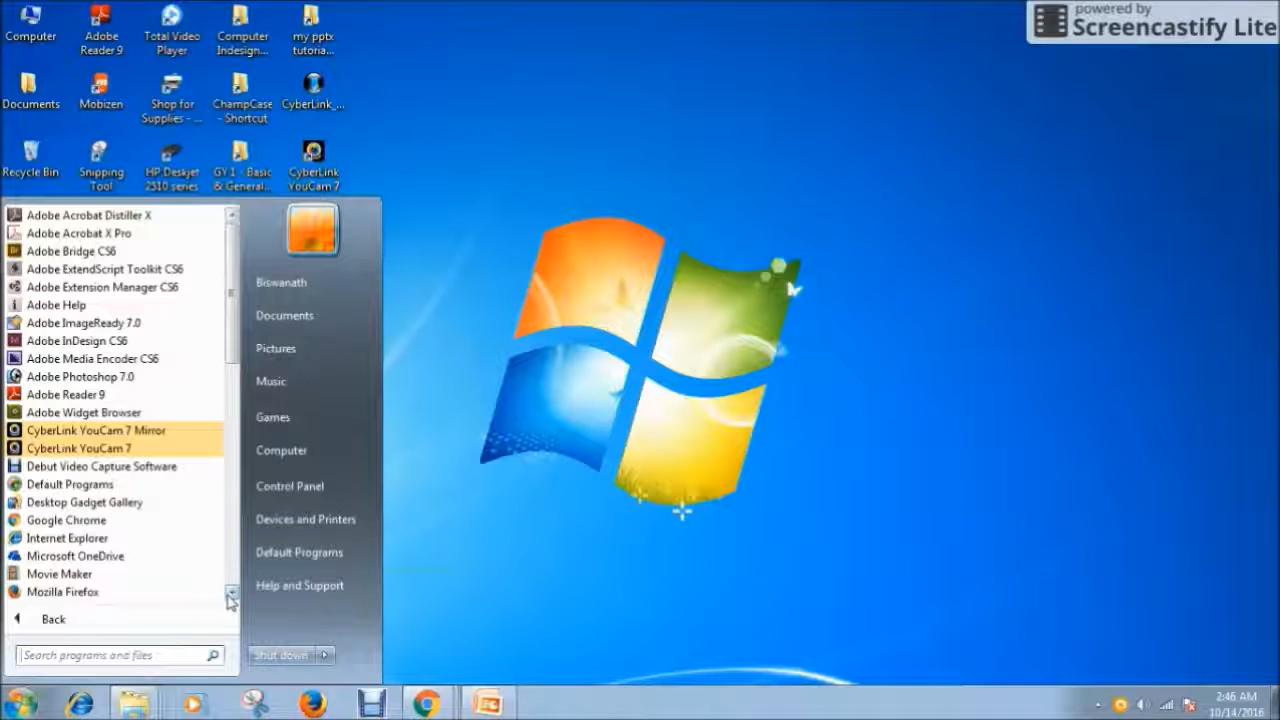 powered by
Screencastify Lite
Computer
Adobe
Reader 9
Total Video
Player
Computer
Indesign...
my pptx
tutoria...
Documents
Mobizen
Shop for
Supplies - ...
ChampCase
- Shortcut
CyberLink_...
Recycle Bin
Snipping
Tool
HP Deskjet
2510 series
GY 1 - Basic
& General...
CyberLink
YouCam 7
Adobe Acrobat Distiller X
Adobe Acrobat X Pro
Adobe Bridge CS6
Adobe ExtendScript Toolkit CS6
Adobe Extension Manager CS6
Adobe Help
Adobe ImageReady 7.0
Adobe InDesign CS6
Adobe Media Encoder CS6
Adobe Photoshop 7.0
Adobe Reader 9
Adobe Widget Browser
CyberLink YouCam 7 Mirror
CyberLink YouCam 7
Debut Video Capture Software
Default Programs
Desktop Gadget Gallery
Google Chrome
Internet Explorer
Microsoft OneDrive
Movie Maker
Mozilla Firefox
Back
Search programs and files
Biswanath
Documents
Pictures
Music
Games
Computer
Control Panel
Devices and Printers
Default Programs
Help and Support
Shut down
2:46 AM
10/14/2016